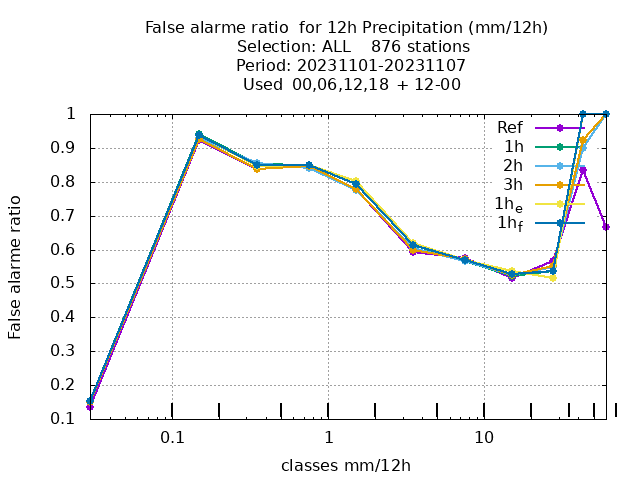 False alarme ratio  for 12h Precipitation (mm/12h)
Selection: ALL    876 stations
Period: 20231101-20231107
Used  00,06,12,18 + 12-00
1
0.9
0.8
0.7
0.6
0.5
0.4
0.3
0.2
0.1
False alarme ratio
Ref
1h
2h
3h
1he
1hf
0.1
1
10
classes mm/12h